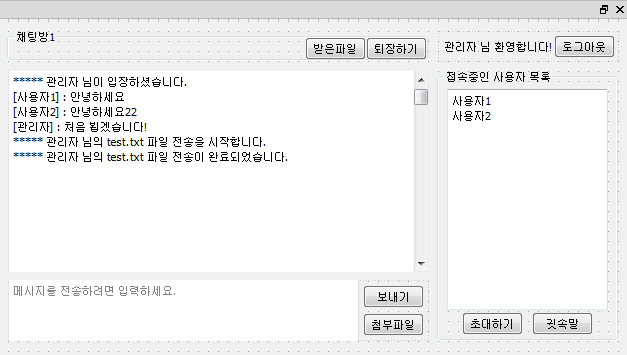 채팅방1
받은파일 퇴장하기
***** 관리자 님이 입장하셨습니다.
[사용자1] : 안녕하세요
[사용자2] : 안녕하세요22
[관리자] : 처음 뵙겠습니다!
***** 관리자 님의 test.txt 파일 전송을 시작합니다.
***** 관리자 님의 test.txt 파일 전송이 완료되었습니다.
메시지를 전송하려면 입력하세요.
보내기
첨부파일
관리자 님 환영합니다! 로그아웃
접속중인 사용자 목록
사용자1
사용자2
초대하기 귓속말